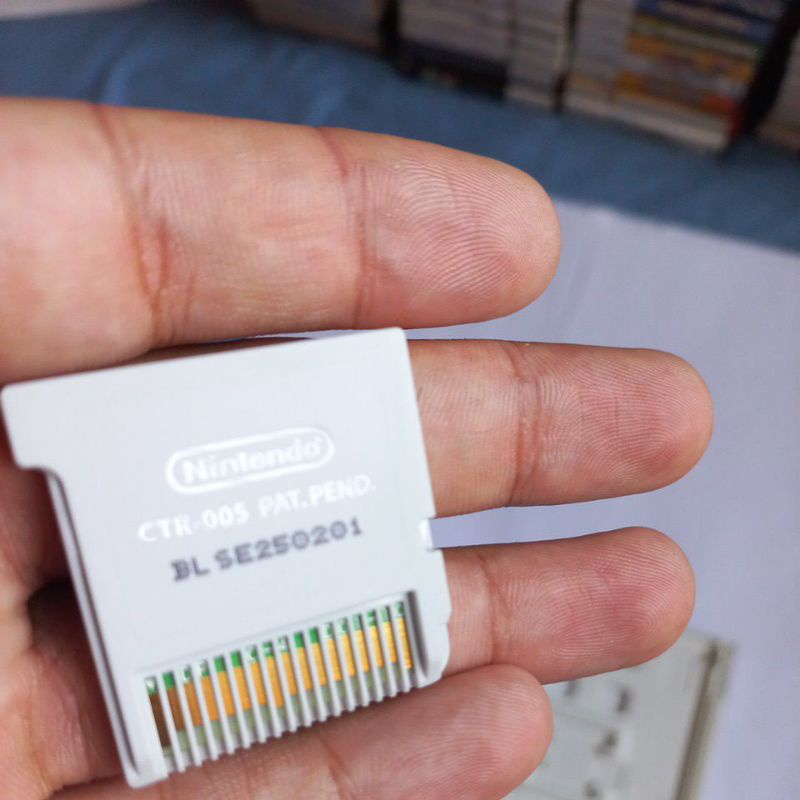 Nintendo
CTR-005 PAT.PEND.
BL SE250201